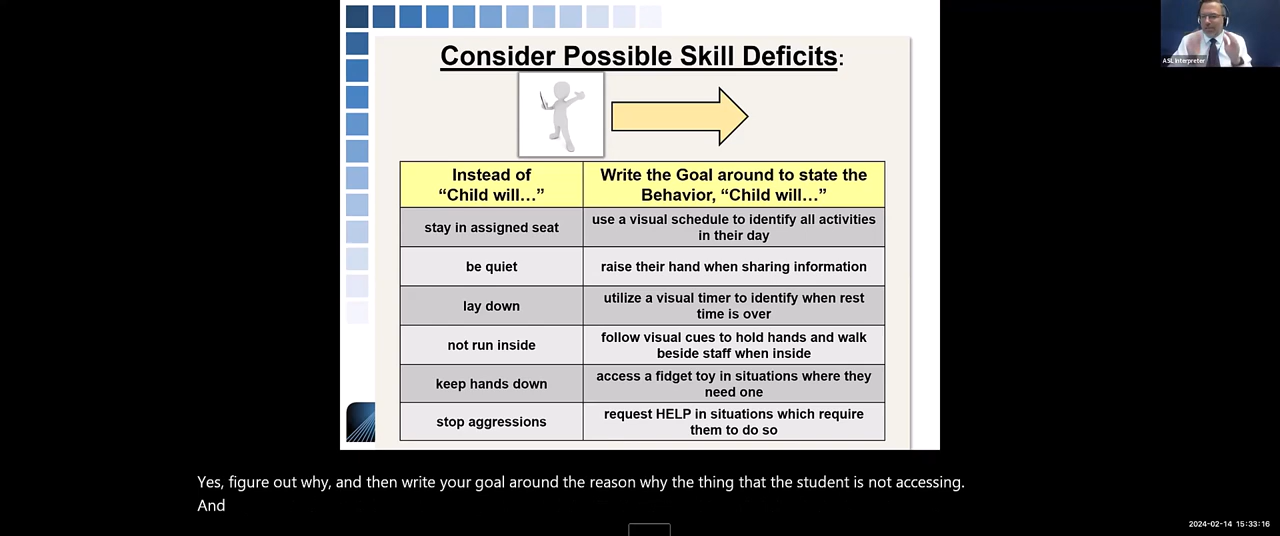 Consider Possible Skill Deficits:
ASL Interpreter
Instead of
“Child will…”
Write the Goal around to state the
Behavior, “Child will…”
stay in assigned seat
use a visual schedule to identify all activities
in their day
be quiet
raise their hand when sharing information
lay down
utilize a visual timer to identify when rest
time is over
not run inside
follow visual cues to hold hands and walk
beside staff when inside
keep hands down
access a fidget toy in situations where they
need one
stop aggressions
request HELP in situations which require
them to do so
Yes, figure out why, and then write your goal around the reason why the thing that the student is not accessing.
And
2024-02-14 15:33:16